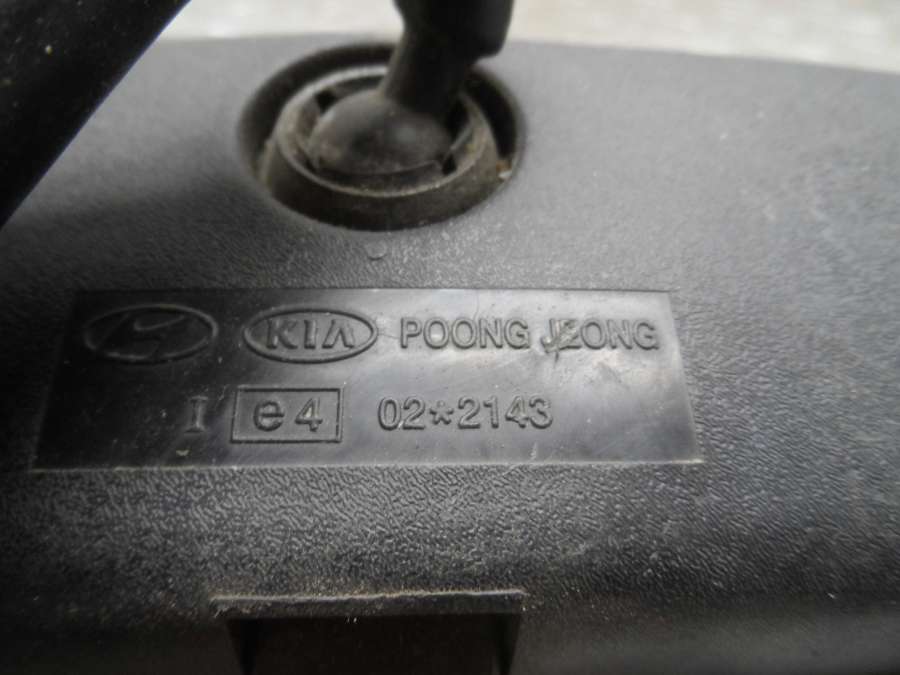 KIA POONG JEONG
I e4 02*2143